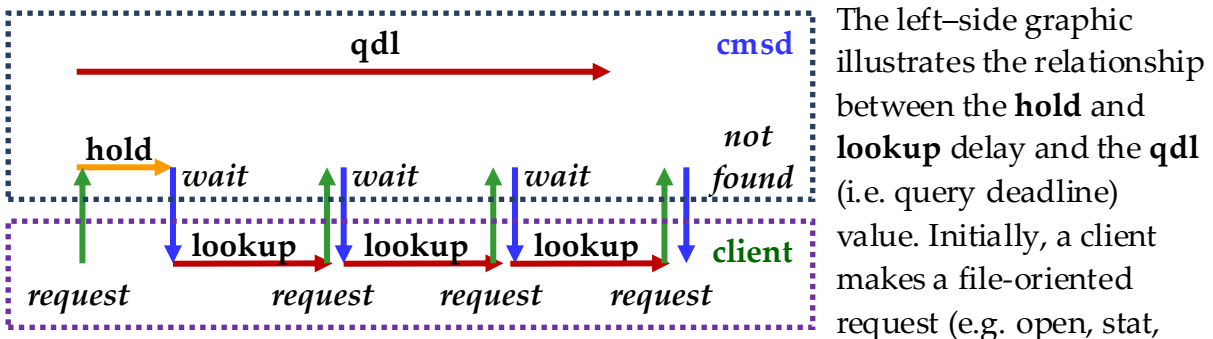 qdl cmsd
hold not
wait wait wait found
lookup lookup lookup client
request request request request
The left–side graphic
illustrates the relationship
between the hold and
lookup delay and the qdl
(i.e. query deadline)
value. Initially, a client
makes a file-oriented
request (e.g. open, stat,